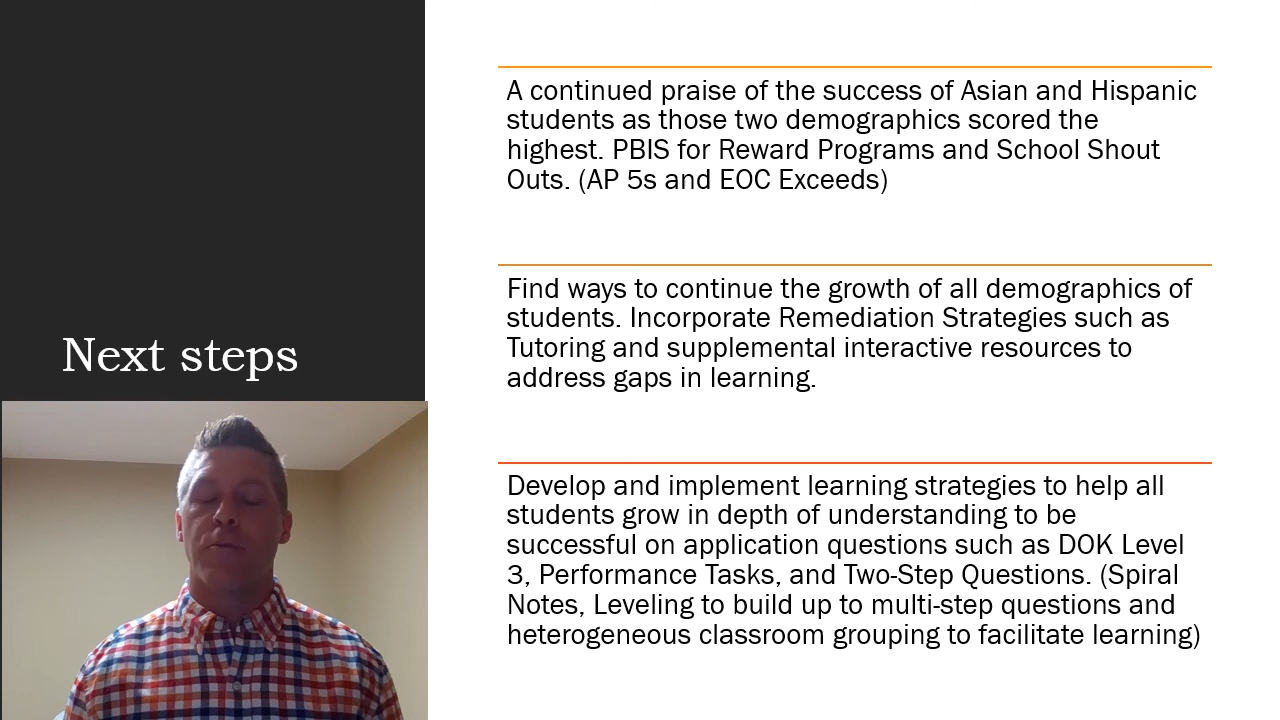 Next steps
A continued praise of the success of Asian and Hispanic
students as those two demographics scored the
highest. PBIS for Reward Programs and School Shout
Outs. (AP 5s and EOC Exceeds)
Find ways to continue the growth of all demographics of
students. Incorporate Remediation Strategies such as
Tutoring and supplemental interactive resources to
address gaps in learning.
Develop and implement learning strategies to help all
students grow in depth of understanding to be
successful on application questions such as DOK Level
3, Performance Tasks, and Two-Step Questions. (Spiral
Notes, Leveling to build up to multi-step questions and
heterogeneous classroom grouping to facilitate learning)